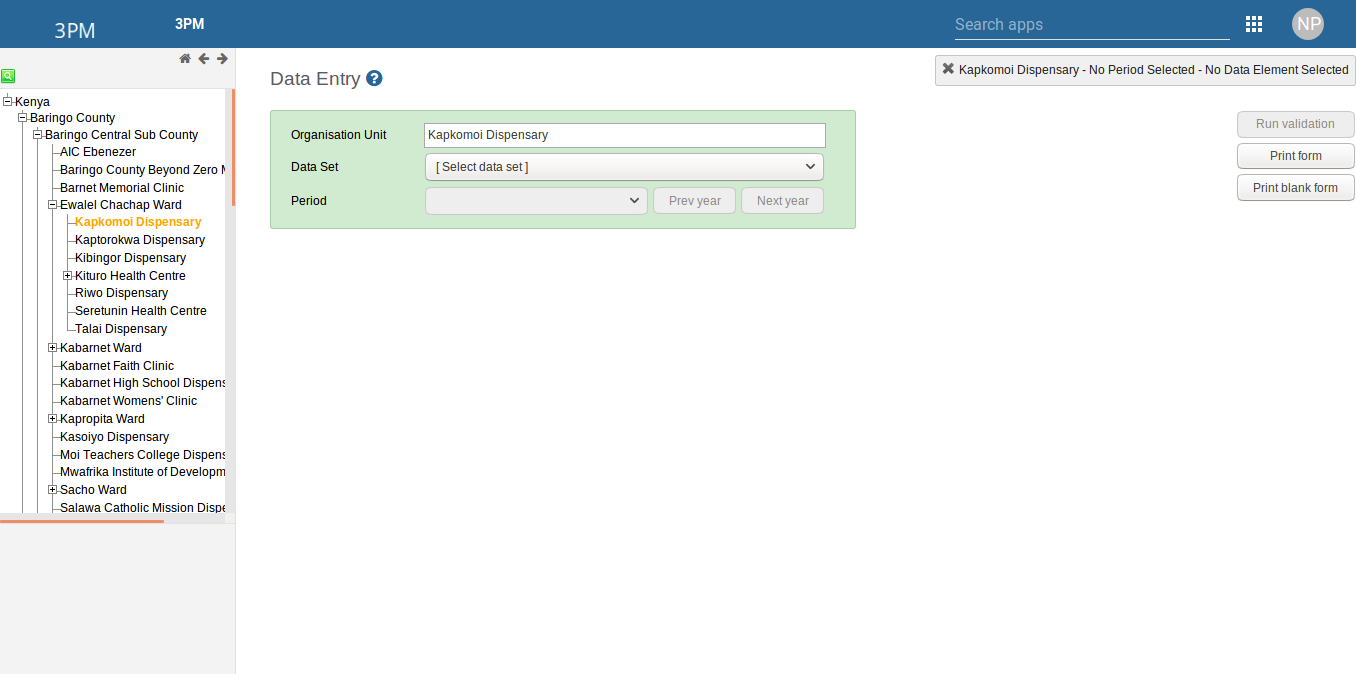 3PM
3PM
Search apps
NP
Data Entry
Kapkomoi Dispensary - No Period Selected - No Data Element Selected
Kenya
Baringo County
Baringo Central Sub County
AIC Ebenezer
Baringo County Beyond Zero M
Barnet Memorial Clinic
Ewalel Chachap Ward
Kapkomoi Dispensary
Kaptorokwa Dispensary
Kibingor Dispensary
Kituro Health Centre
Riwo Dispensary
Seretunin Health Centre
Talai Dispensary
Kabarnet Ward
Kabarnet Faith Clinic
Kabarnet High School Dispens
Kabarnet Womens' Clinic
Kapropita Ward
Kasoiyo Dispensary
Moi Teachers College Dispens
Mwafrika Institute of Developm
Sacho Ward
Salawa Catholic Mission Dispe
Organisation Unit Kapkomoi Dispensary
Data Set [ Select data set ]
Period Prev year Next year
Run validation
Print form
Print blank form